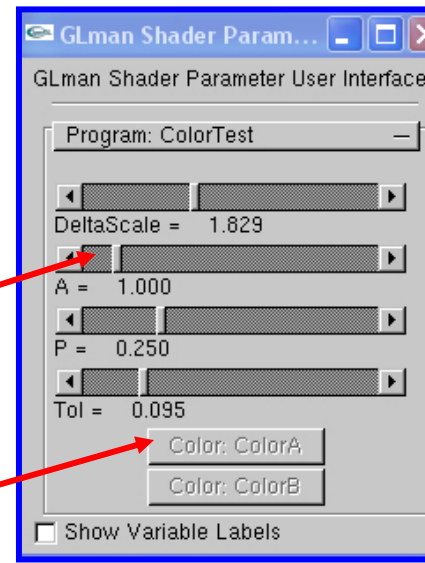 GLman Shader Param...
GLman Shader Parameter User Interface
Program: ColorTest
DeltaScale = 1.829
A = 1.000
P = 0.250
Tol = 0.095
Color: ColorA
Color: ColorB
Show Variable Labels